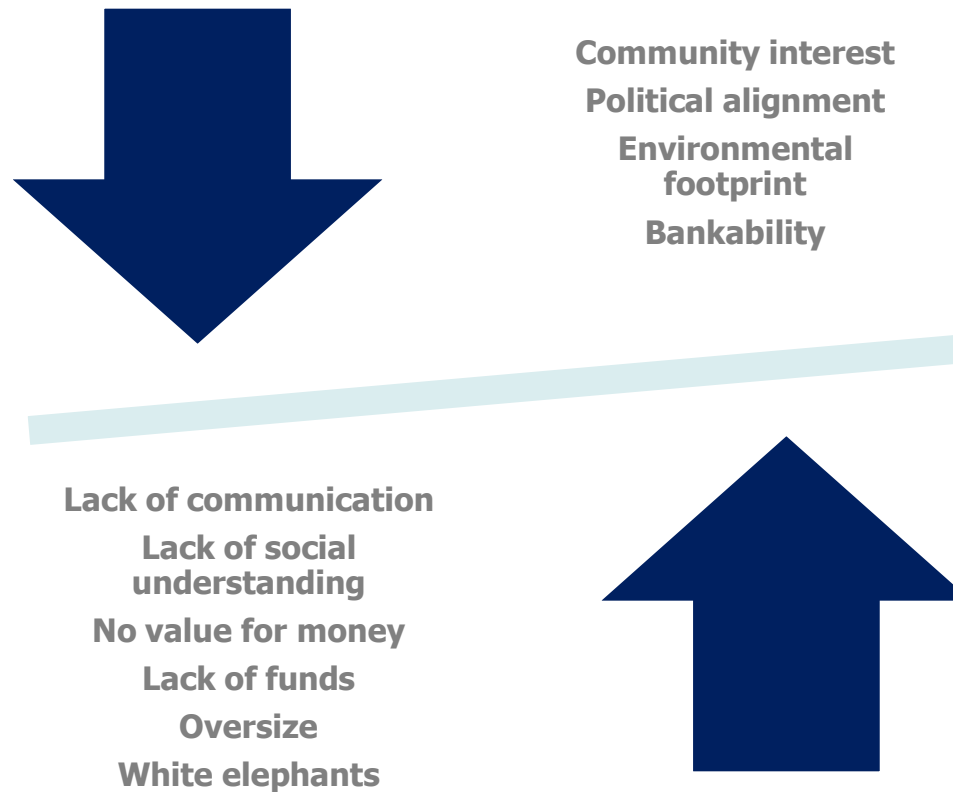 Community interest
Political alignment
Environmental
footprint
Bankability
Lack of communication
Lack of social
understanding
No value for money
Lack of funds
Oversize
White elephants